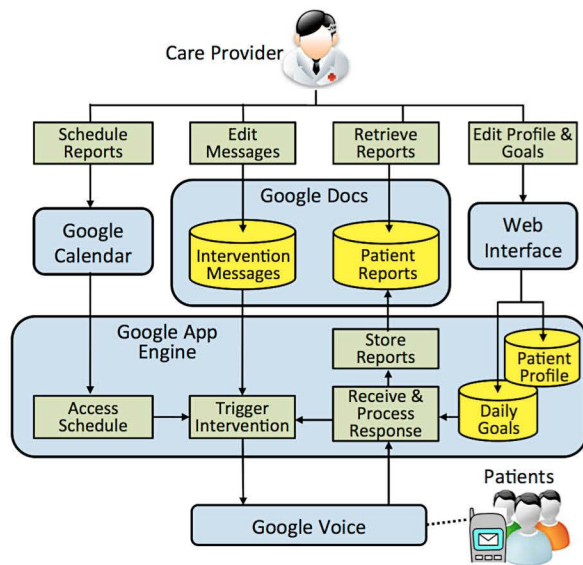 Care Provider
Schedule
Reports
Edit
Messages
Retrieve
Reports
Edit Profile &
Goals
Google Docs
Google
Calendar
Intervention
Messages
Patient
Reports
Web
Interface
Google App
Engine
Store
Reports
Patient
Profile
Access
Schedule
Trigger
Intervention
Receive &
Process
Response
Daily
Goals
Google Voice
Patients